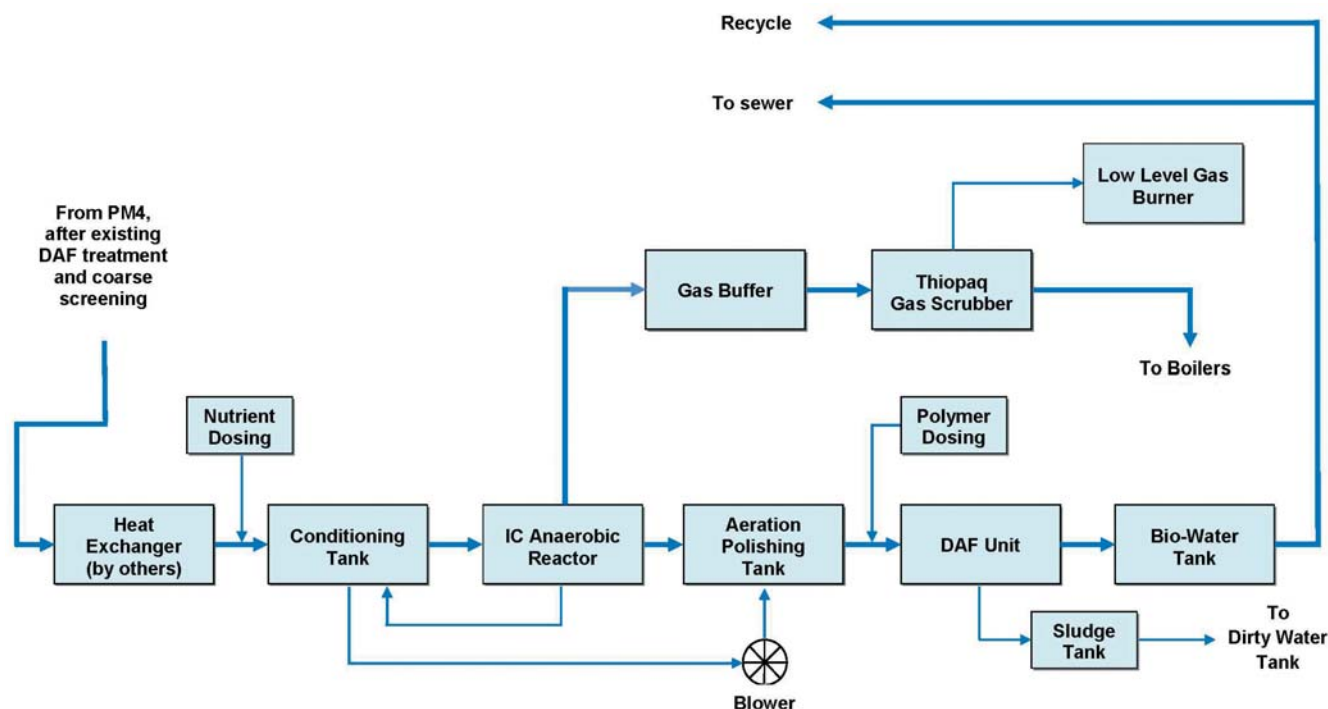 Recycle
To sewer
Low Level Gas
Burner
From PM4,
after existing
DAF treatment
and coarse
screening
Gas Buffer
Thiopaq
Gas Scrubber
To Boilers
Nutrient
Dosing
Polymer
Dosing
Heat
Exchanger
(by others)
Conditioning
Tank
IC Anaerobic
Reactor
Aeration
Polishing
Tank
DAF Unit
Bio-Water
Tank
Sludge
Tank
To
Dirty Water
Tank
Blower